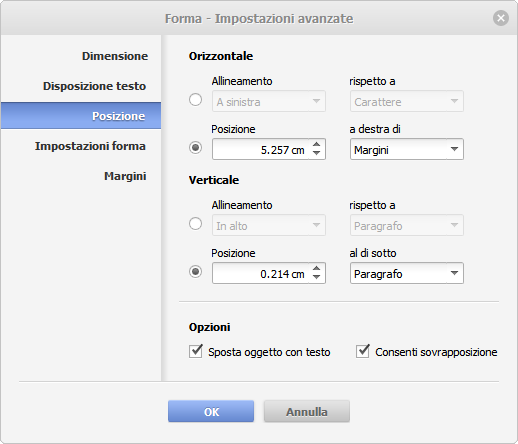 Forma - Impostazioni avanzate
Dimensione
Disposizione testo
Posizione
Impostazioni forma
Margini
Orizzontale
Allineamento rispetto a
A sinistra Carattere
Posizione a destra di
5.257 cm Margini
Verticale
Allineamento rispetto a
In alto Paragrafo
Posizione al di sotto
0.214 cm Paragrafo
Opzioni
Sposta oggetto con testo Consenti sovrapposizione
OK Annulla